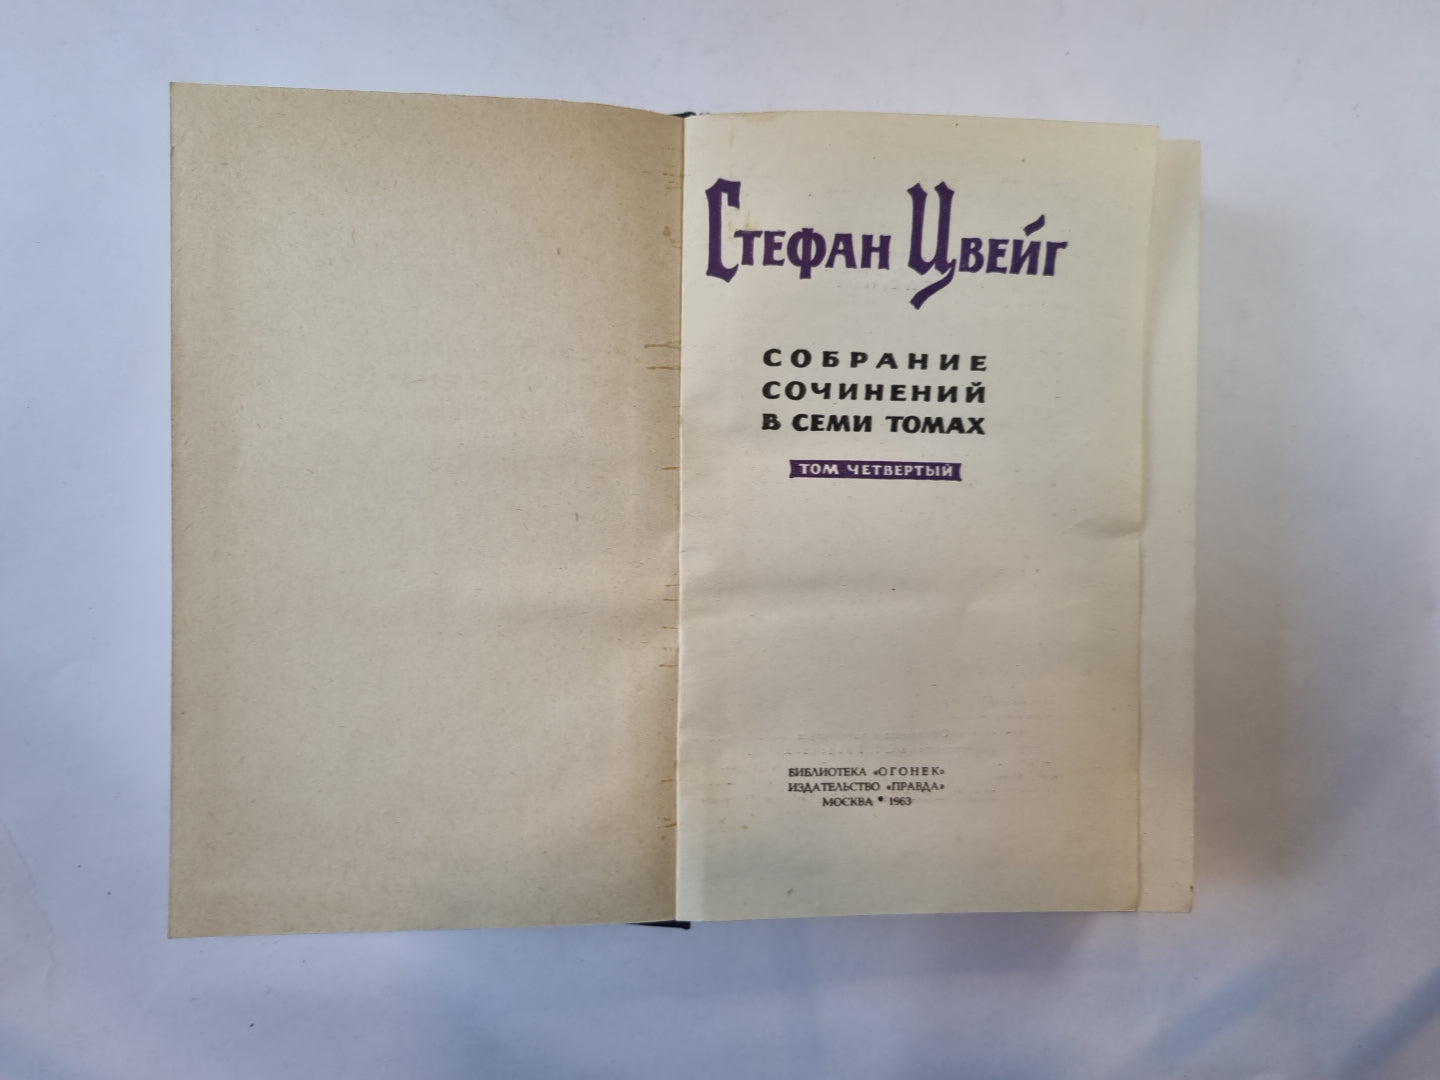 Стефан Цвейг
СОБРАНИЕ
СОЧИНЕНИЙ
В СЕМИ ТОМАХ
ТОМ ЧЕТВЕРТЫЙ
БИБЛИОТЕКА «ОГОНЕК»
ИЗДАТЕЛЬСТВО «ПРАВДА»
МОСКВА • 1963